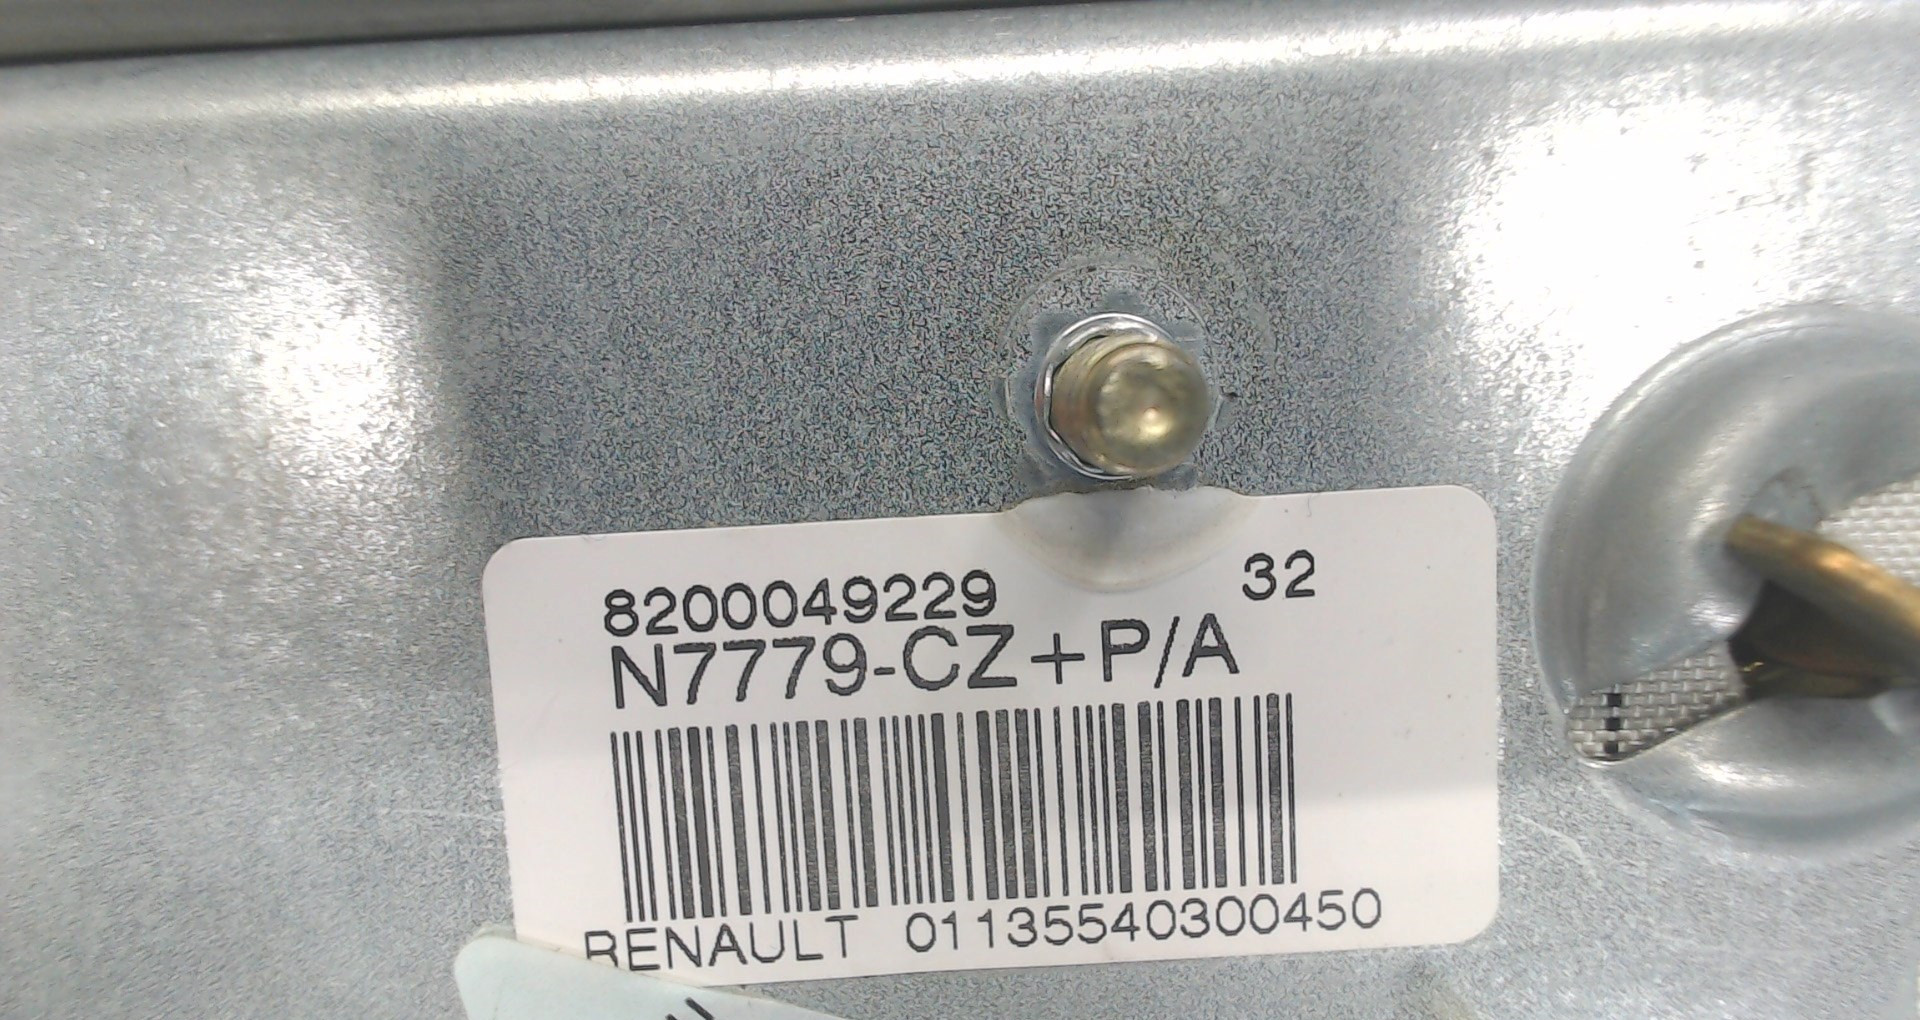 8200049229 32
N7779-CZ+P/A
RENAULT 01135540300450